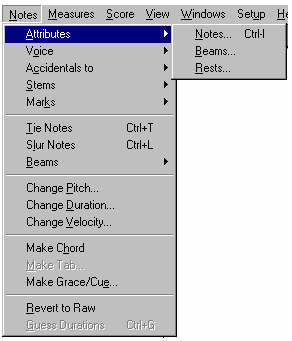 Notes Measures Score View Windows Setup He
Attributes
Notes... Ctrl-I
Voice
Beams...
Accidentals to
Rests...
Stems
Marks
Tie Notes Ctrl+T
Slur Notes Ctrl+L
Beams
Change Pitch...
Change Duration...
Change Velocity...
Make Chord
Make Tab...
Make Grace/Cue...
Revert to Raw
Guess Durations Ctrl+G